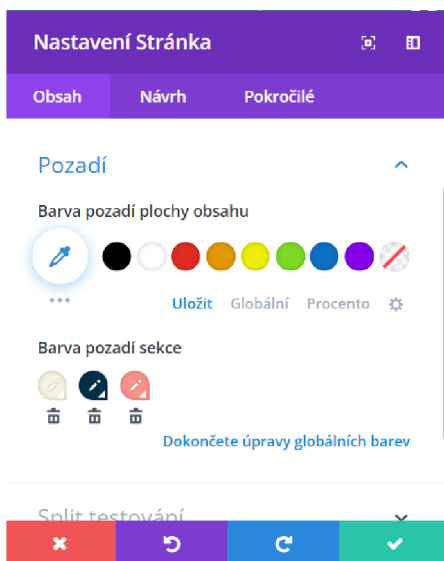 Nastavení Stránka
Obsah Návrh Pokročilé
Pozadí
Barva pozadí plochy obsahu
Uložit Globální Procento
Barva pozadí sekce
Dokončete úpravy globálních barev
Split testování